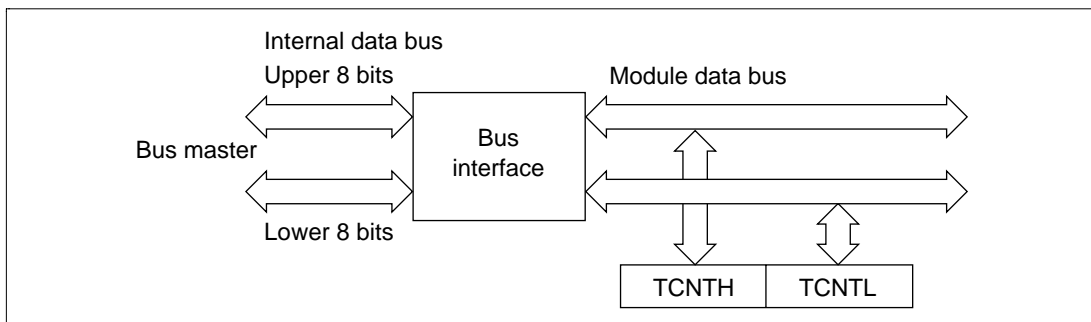 Internal data bus
Upper 8 bits
Module data bus
Bus master
Bus
interface
Lower 8 bits
TCNTH
TCNTL